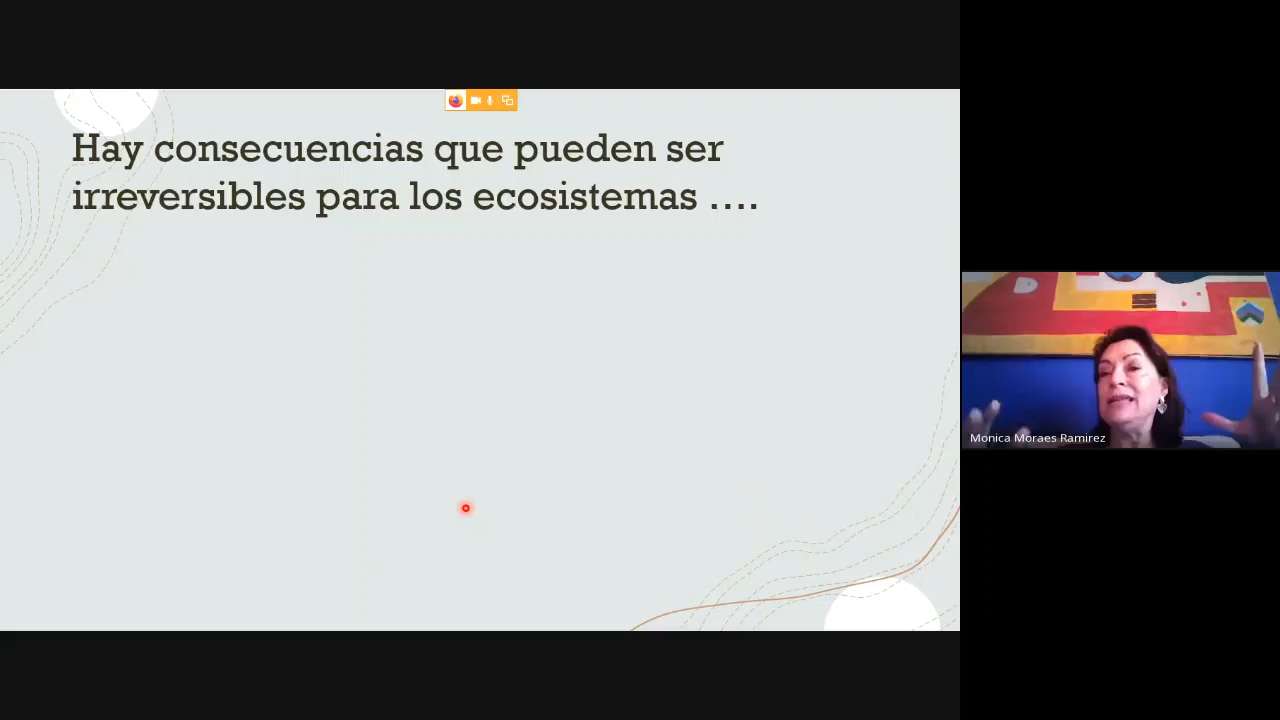 Hay consecuencias que pueden ser
irreversibles para los ecosistemas ....
Monica Moraes Ramirez